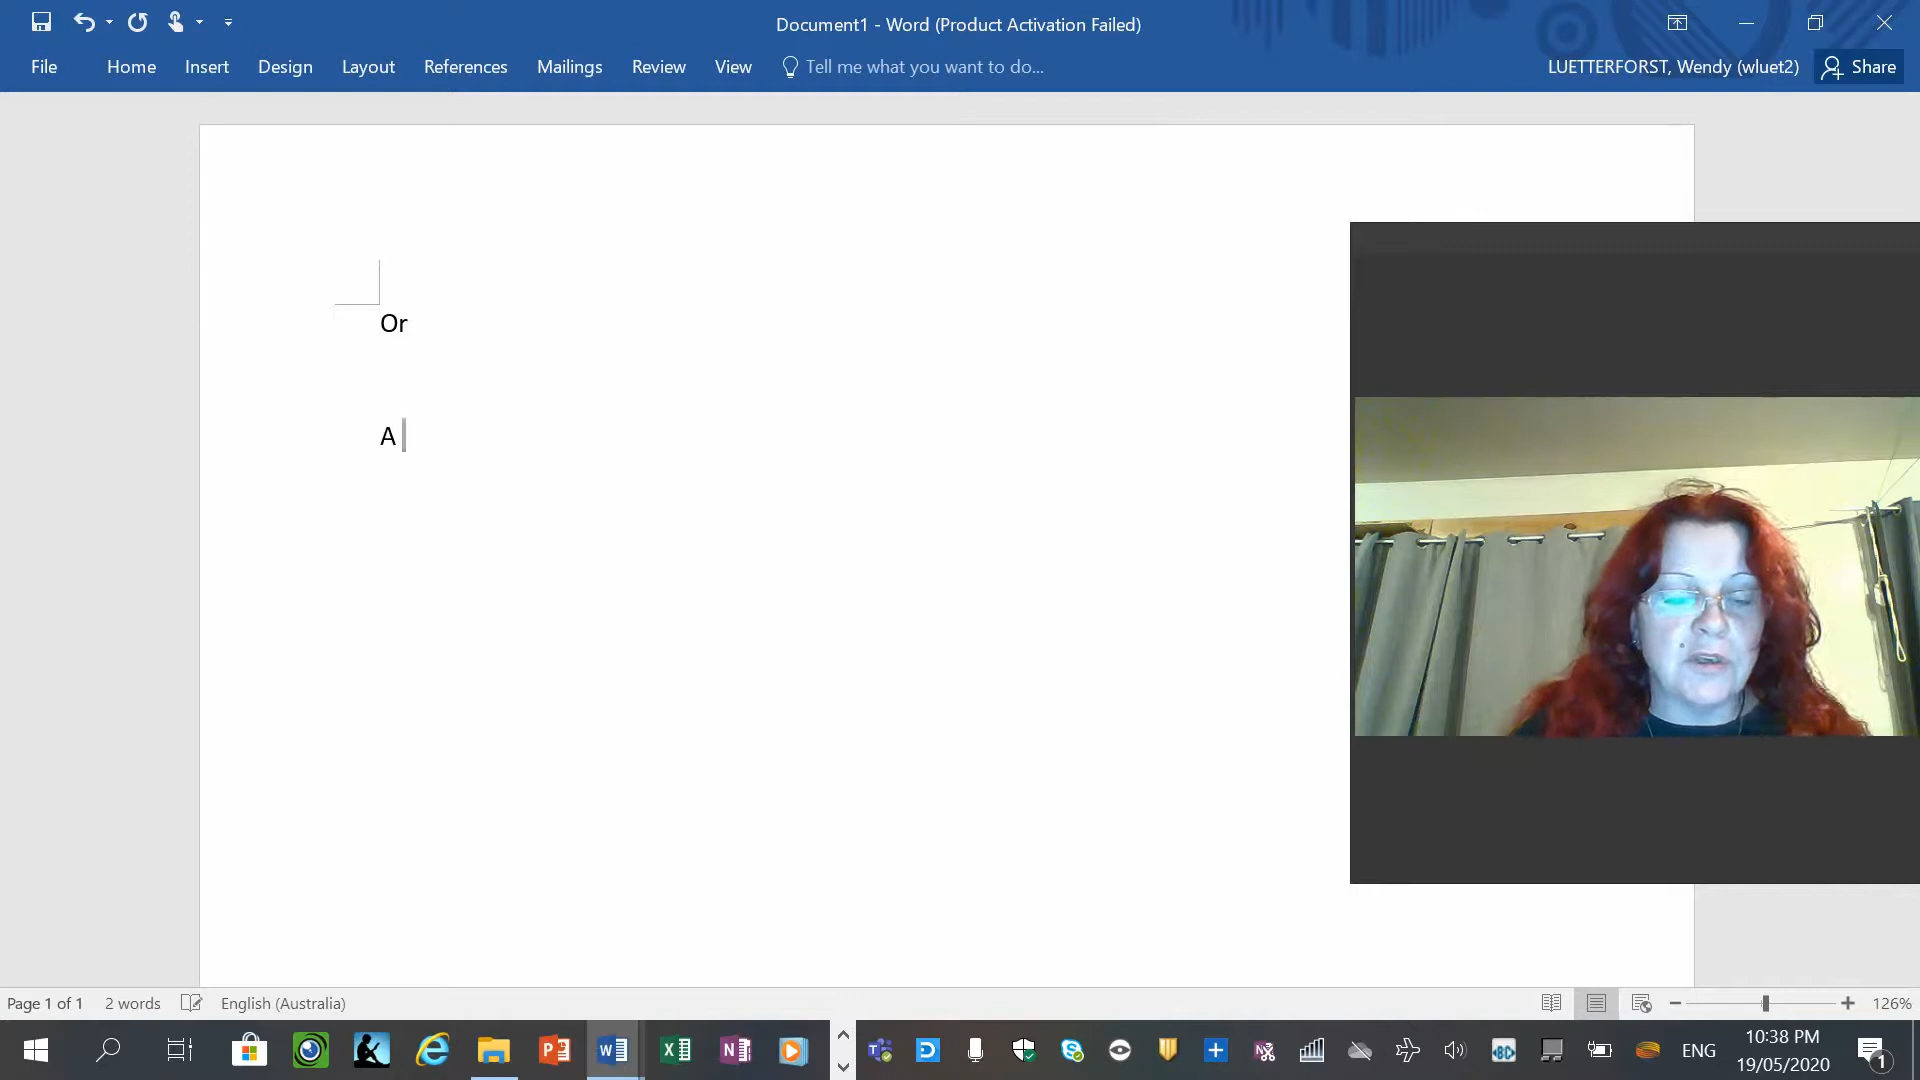 Document1 - Word (Product Activation Failed)
File Home Insert Design Layout References Mailings Review View Tell me what you want to do... LUETTERFORST, Wendy (wluet2) Share
Or
A
Page 1 of 1 2 words English (Australia) 126%
ENG
10:38 PM
19/05/2020
1